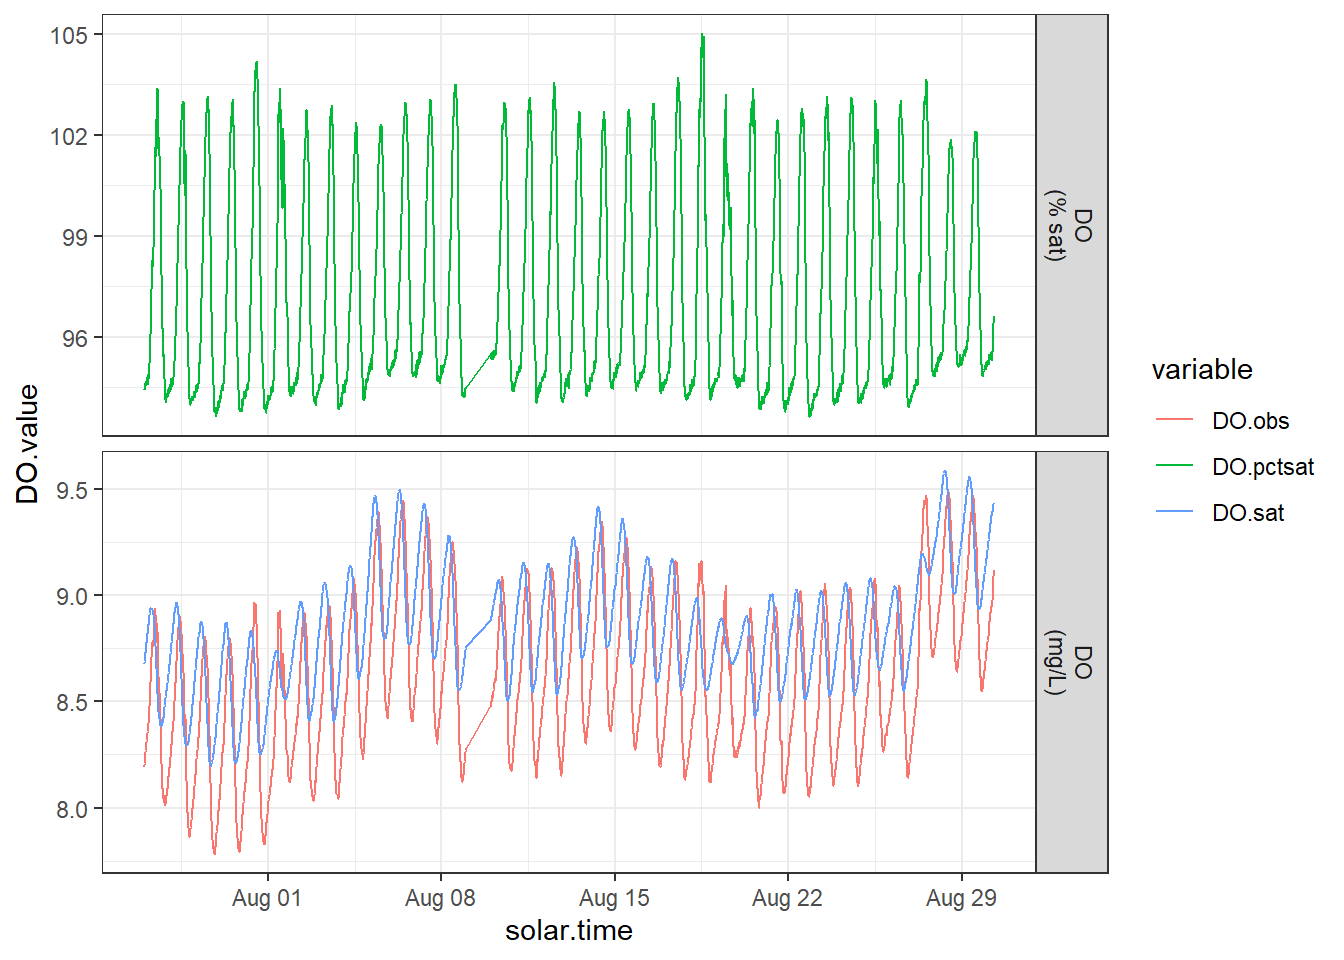 DO.value
105
102
99
96
DO
(% sat)
9.5
9.0
8.5
8.0
DO
(mg/L)
Aug 01
Aug 08
Aug 15
Aug 22
Aug 29
solar.time
variable
DO.obs
DO.pctsat
DO.sat